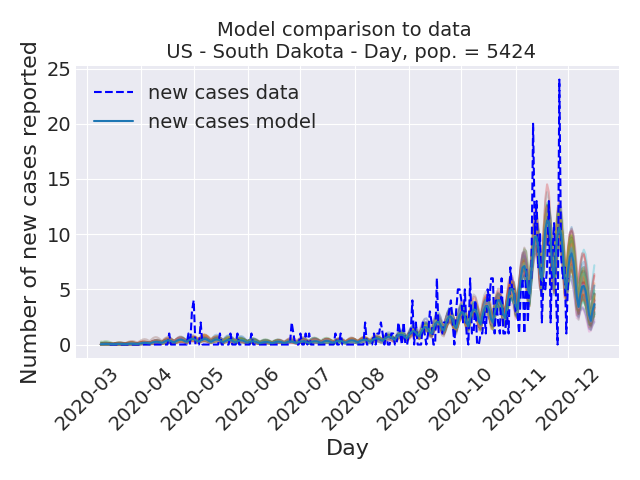 Model comparison to data
US - South Dakota - Day, pop. = 5424
Number of new cases reported
25
20
15
10
5
0
new cases data
new cases model
2020-03
2020-04
2020-05
2020-06
2020-07
2020-08
2020-09
2020-10
2020-11
2020-12
Day